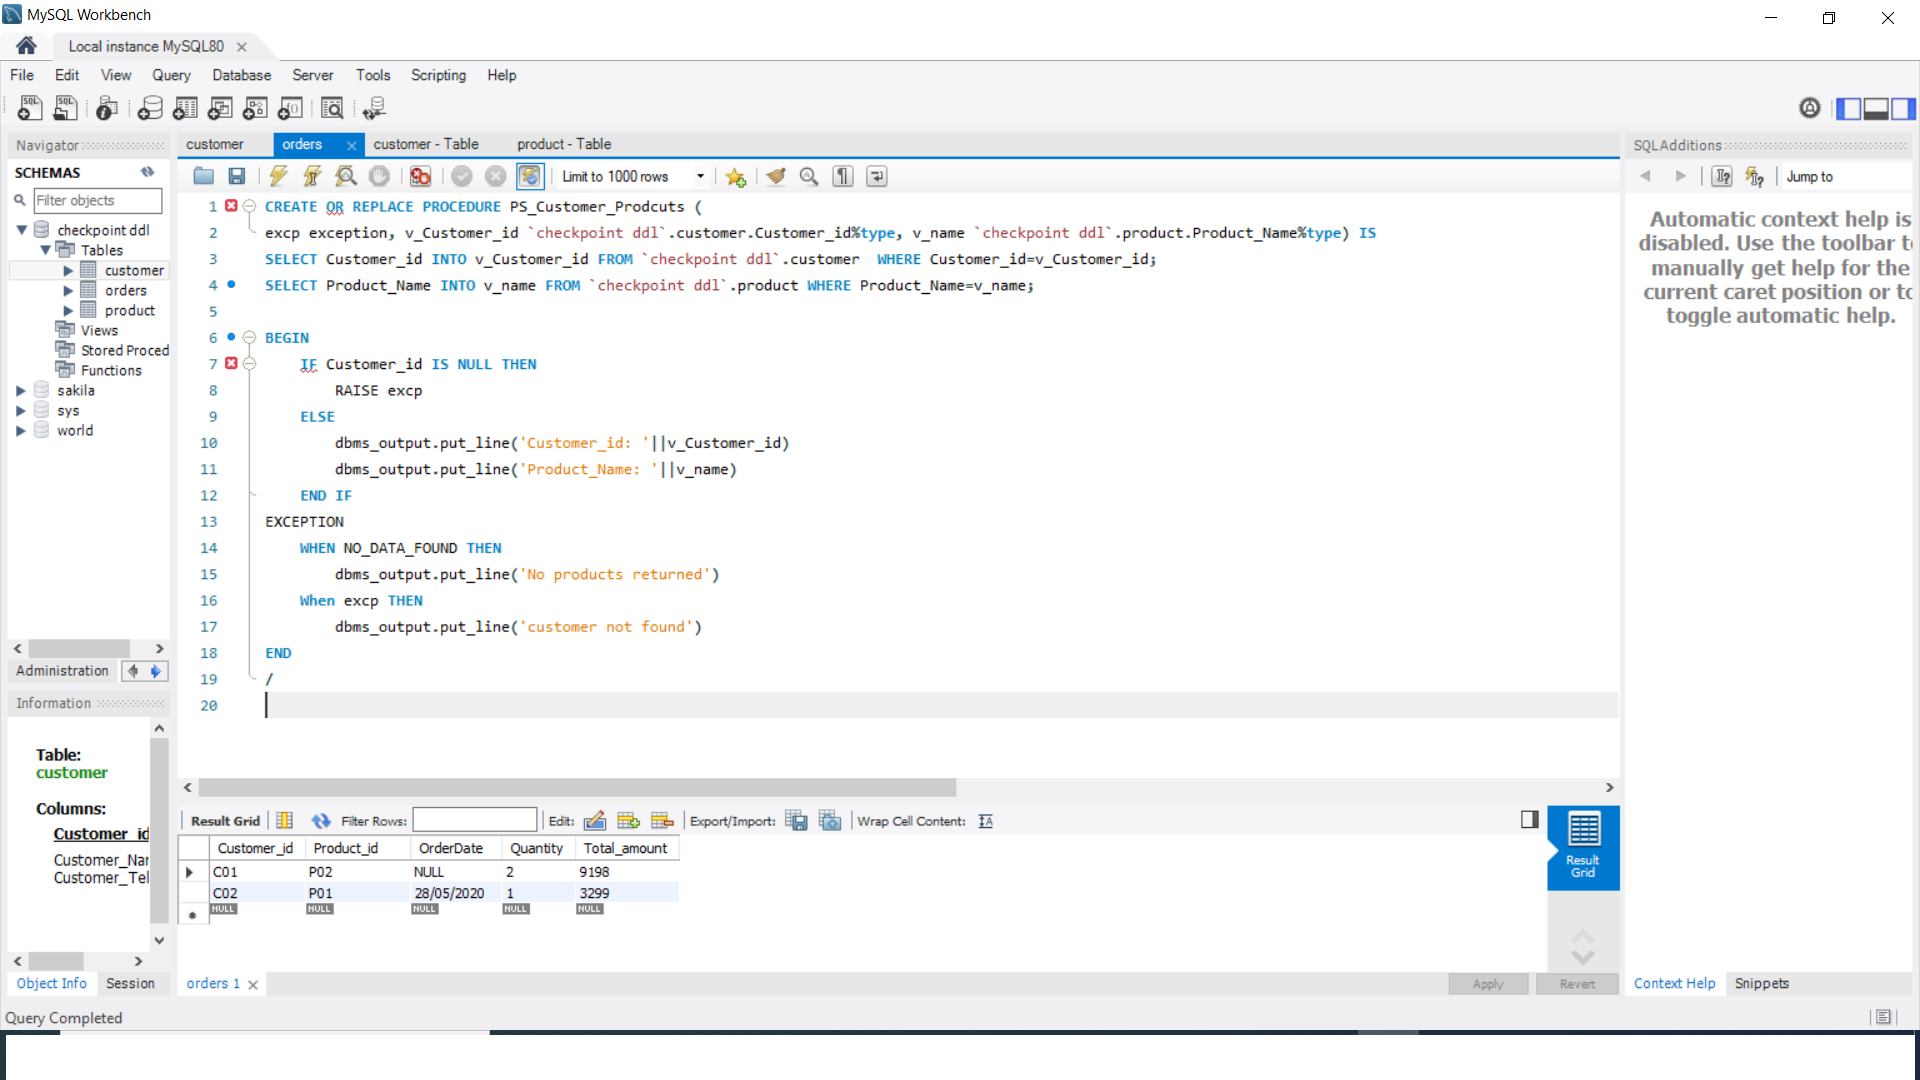 MySQL Workbench
Local instance MySQL80
File Edit View Query Database Server Tools Scripting Help
Navigator
SCHEMAS
Filter objects
checkpoint ddl
Tables
customer
orders
product
Views
Stored Proced
Functions
sakila
sys
world
Administration
Information
Table:
customer
Columns:
Customer_id
Customer_Nar
Customer_Tel
Object Info Session
customer orders customer - Table product - Table
Limit to 1000 rows
1 CREATE OR REPLACE PROCEDURE PS_Customer_Prodcuts (
2 excp exception, v_Customer_id `checkpoint ddl`.customer.Customer_id%type, v_name `checkpoint ddl`.product.Product_Name%type) IS
3 SELECT Customer_id INTO v_Customer_id FROM `checkpoint ddl`.customer  WHERE Customer_id=v_Customer_id;
4 SELECT Product_Name INTO v_name FROM `checkpoint ddl`.product WHERE Product_Name=v_name;
5
6 BEGIN
7 IF Customer_id IS NULL THEN
8 RAISE excp
9 ELSE
10 dbms_output.put_line('Customer_id: '||v_Customer_id)
11 dbms_output.put_line('Product_Name: '||v_name)
12 END IF
13 EXCEPTION
14 WHEN NO_DATA_FOUND THEN
15 dbms_output.put_line('No products returned')
16 When excp THEN
17 dbms_output.put_line('customer not found')
18 END
19 /
20
Result Grid Filter Rows: Edit: Export/Import: Wrap Cell Content:
Customer_id Product_id OrderDate Quantity Total_amount
C01 P02 NULL 2 9198
C02 P01 28/05/2020 1 3299
NULL NULL NULL NULL NULL
Result
Grid
orders 1
Apply Revert
SQLAdditions
Jump to
Automatic context help is
disabled. Use the toolbar t
manually get help for the
current caret position or to
toggle automatic help.
Context Help Snippets
Query Completed